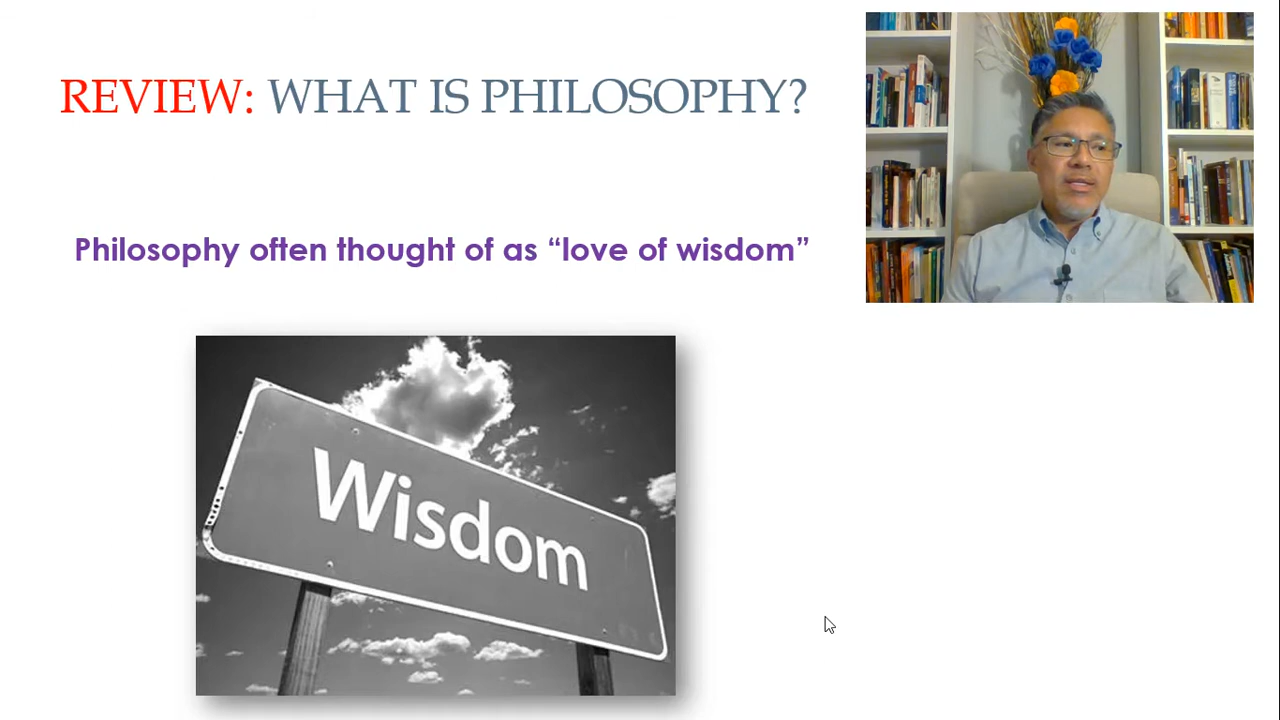 REVIEW: WHAT IS PHILOSOPHY?
Philosophy often thought of as “love of wisdom”
Wisdom